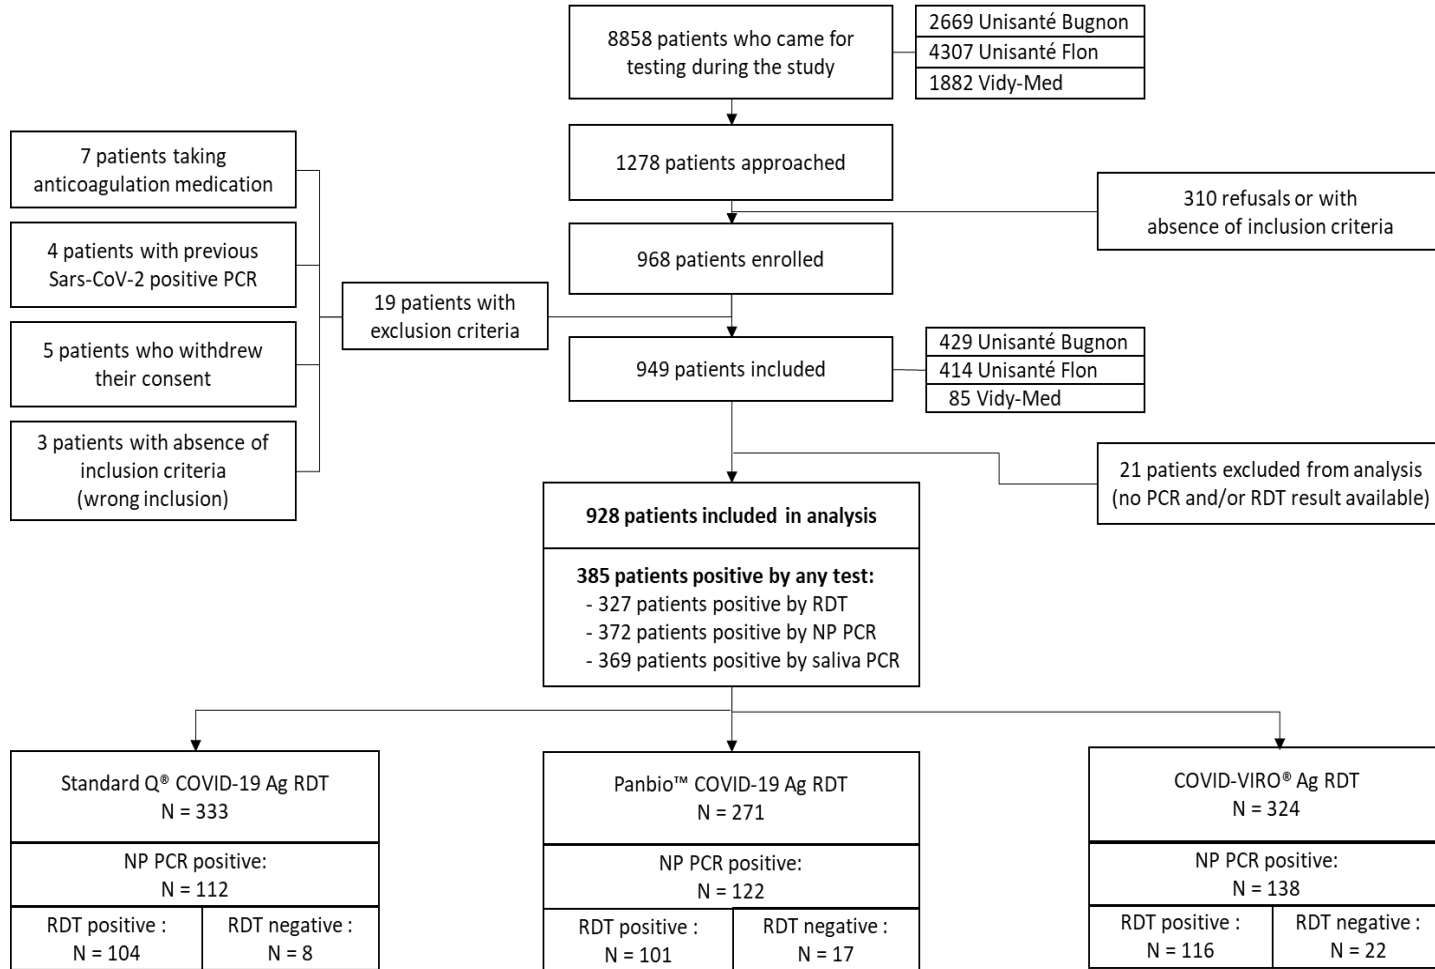 8858 patients who came for
testing during the study
2669 Unisanté Bugnon
4307 Unisanté Flon
1882 Vidy-Med
1278 patients approached
310 refusals or with
absence of inclusion criteria
968 patients enrolled
7 patients taking
anticoagulation medication
4 patients with previous
Sars-CoV-2 positive PCR
5 patients who withdrew
their consent
3 patients with absence of
inclusion criteria
(wrong inclusion)
19 patients with
exclusion criteria
949 patients included
429 Unisanté Bugnon
414 Unisanté Flon
85 Vidy-Med
21 patients excluded from analysis
(no PCR and/or RDT result available)
928 patients included in analysis
385 patients positive by any test:
- 327 patients positive by RDT
- 372 patients positive by NP PCR
- 369 patients positive by saliva PCR
Standard Q® COVID-19 Ag RDT
N = 333
NP PCR positive:
N = 112
RDT positive :
N = 104
RDT negative :
N = 8
Panbio™ COVID-19 Ag RDT
N = 271
NP PCR positive:
N = 122
RDT positive :
N = 101
RDT negative :
N = 17
COVID-VIRO® Ag RDT
N = 324
NP PCR positive:
N = 138
RDT positive :
N = 116
RDT negative :
N = 22